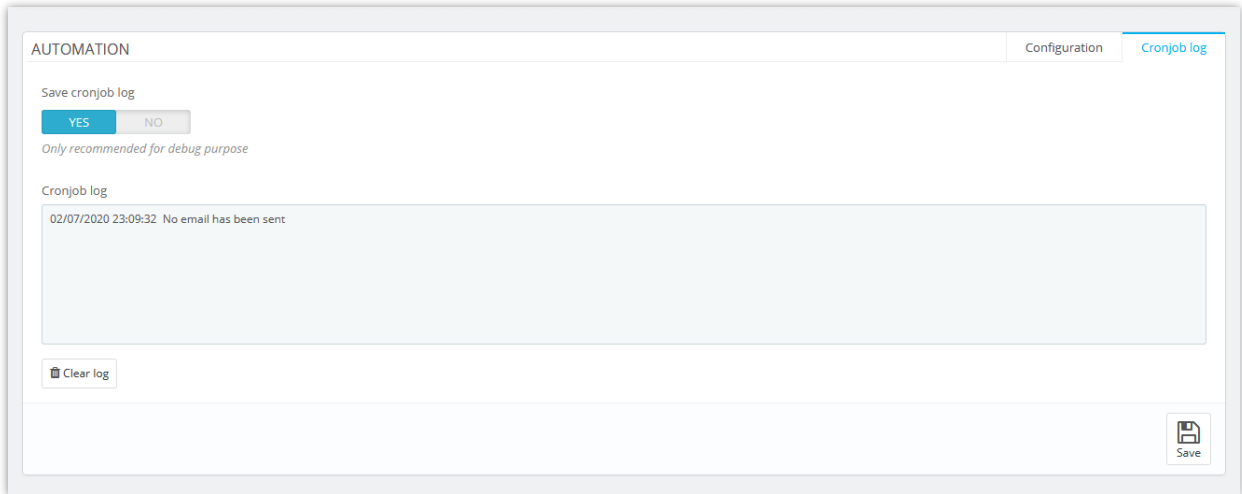 AUTOMATION
Configuration
Cronjob log
Save cronjob log
YES
NO
Only recommended for debug purpose
Cronjob log
02/07/2020 23:09:32  No email has been sent
Clear log
Save